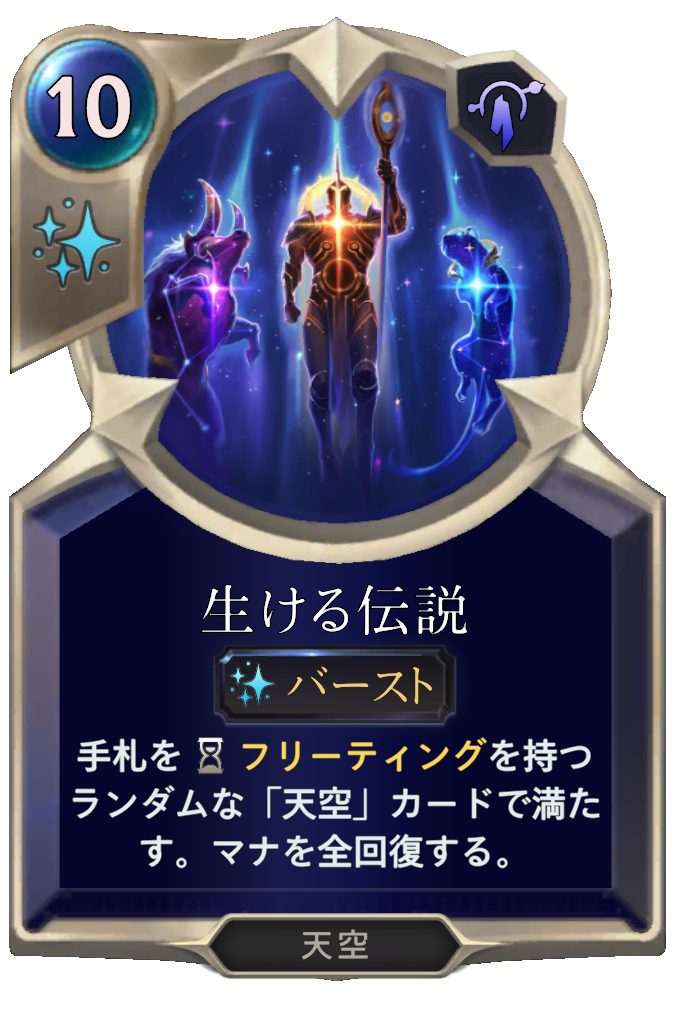 10
生ける伝説
バースト
手札を フリーティングを持つ
ランダムな「天空」カードで満た
す。マナを全回復する。
天空